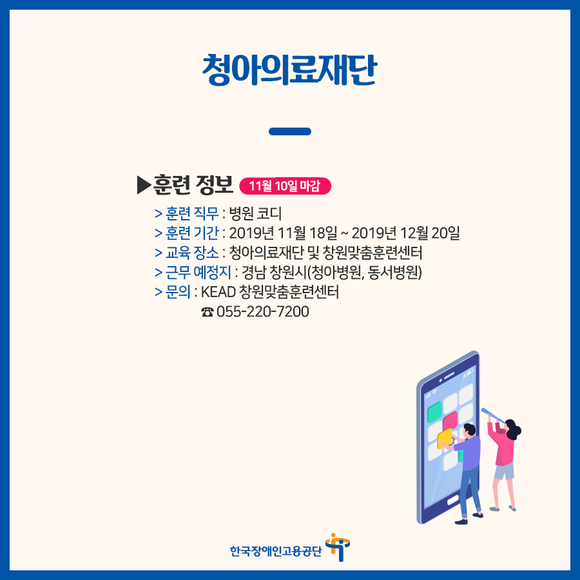 청아의료재단
▶훈련 정보 11월 10일 마감
> 훈련 직무 : 병원 코디
> 훈련 기간 : 2019년 11월 18일 ~ 2019년 12월 20일
> 교육 장소 : 청아의료재단 및 창원맞춤훈련센터
> 근무 예정지 : 경남 창원시(청아병원, 동서병원)
> 문의 : KEAD 창원맞춤훈련센터
☎ 055-220-7200
한국장애인고용공단